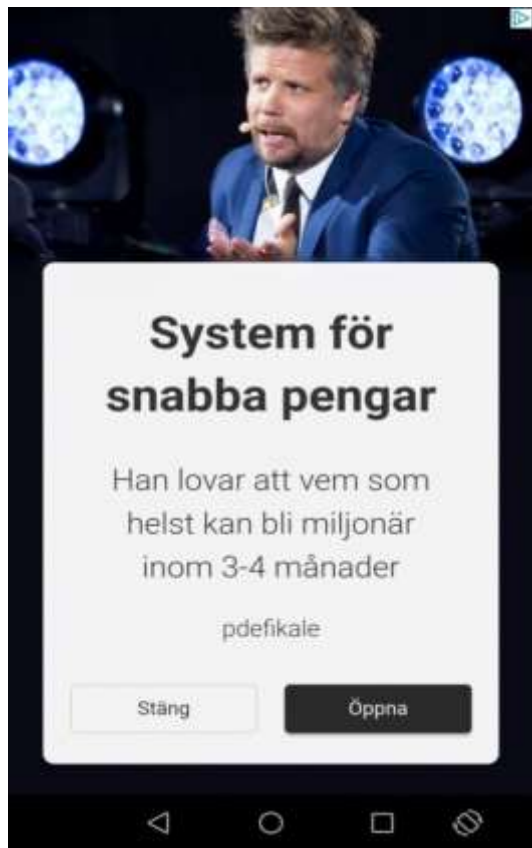 System för
snabba pengar
Han lovar att vem som
helst kan bli miljonär
inom 3-4 månader
pdefikale
Stäng
Öppna